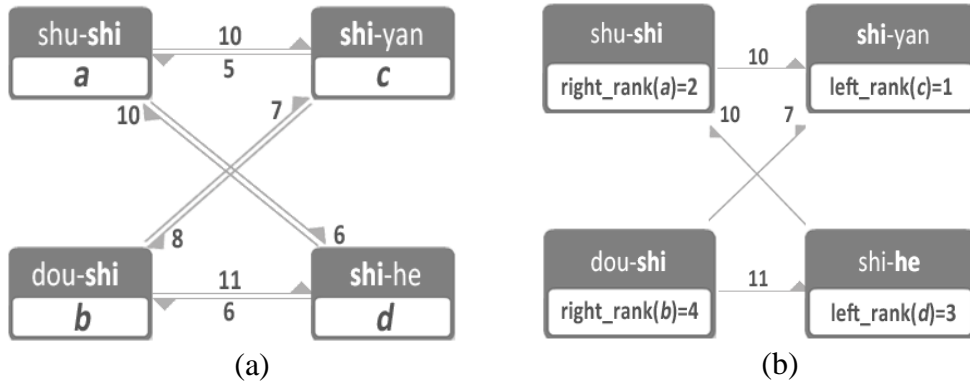 shu-shi
a
shi-yan
c
10
5
10
7
8
6
dou-shi
b
shi-he
d
11
6
(a)
shu-shi
right_rank(a)=2
shi-yan
left_rank(c)=1
10
10
7
dou-shi
right_rank(b)=4
shi-he
left_rank(d)=3
11
(b)